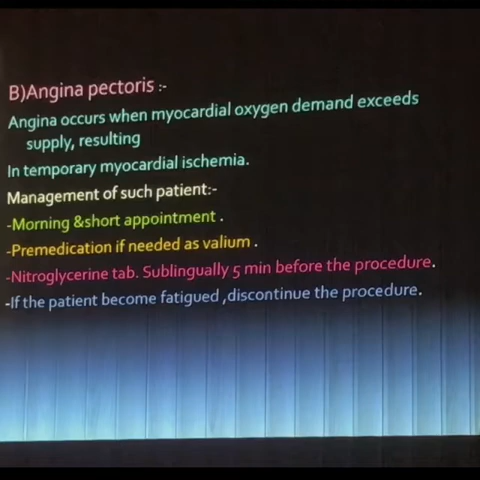 B)Angina pectoris :-
Angina occurs when myocardial oxygen demand exceeds
supply, resulting
In temporary myocardial ischemia.
Management of such patient:-
-Morning &short appointment .
-Premedication if needed as valium .
-Nitroglycerine tab. Sublingually 5 min before the procedure.
-If the patient become fatigued ,discontinue the procedure.